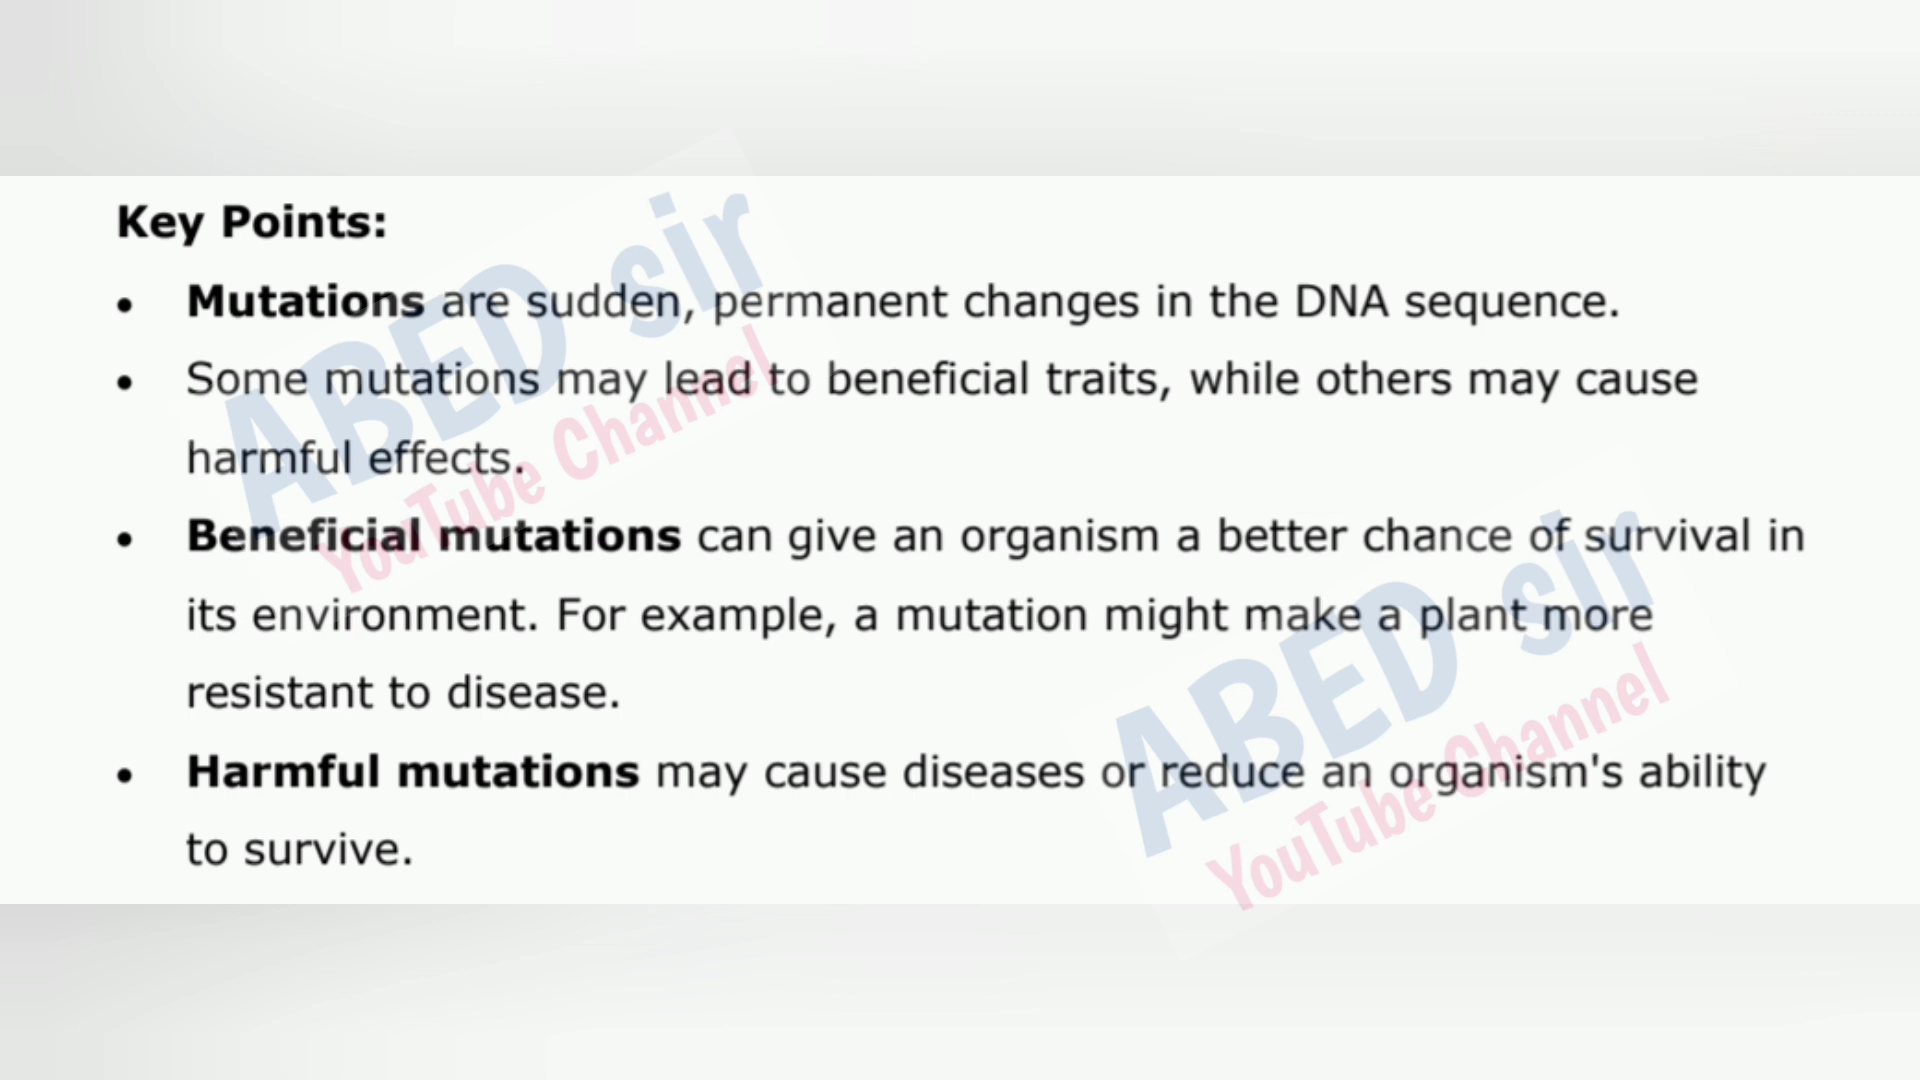 Key Points:
• Mutations are sudden, permanent changes in the DNA sequence.
• Some mutations may lead to beneficial traits, while others may cause
harmful effects.
• Beneficial mutations can give an organism a better chance of survival in
its environment. For example, a mutation might make a plant more
resistant to disease.
• Harmful mutations may cause diseases or reduce an organism's ability
to survive.
ABED sir
YouTube Channel
ABED sir
YouTube Channel